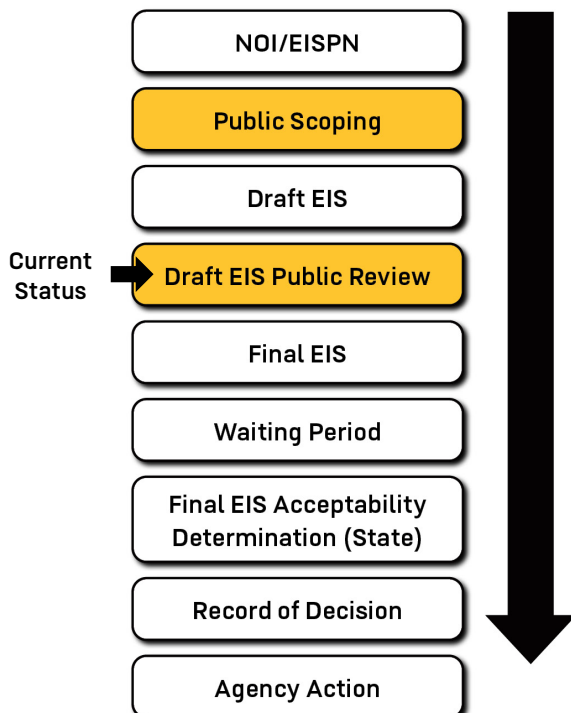 NOI/EISPN
Public Scoping
Draft EIS
Current
Status
Draft EIS Public Review
Final EIS
Waiting Period
Final EIS Acceptability
Determination (State)
Record of Decision
Agency Action